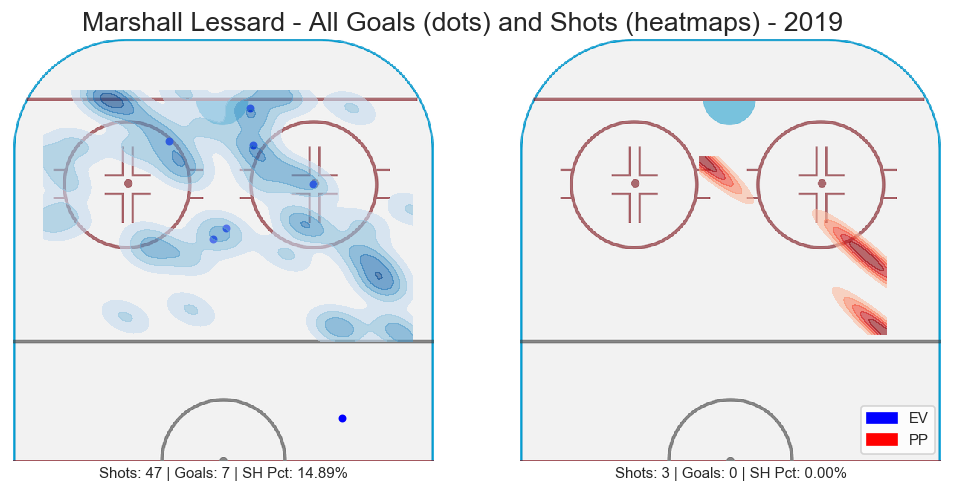 Marshall Lessard - All Goals (dots) and Shots (heatmaps) - 2019
EV
PP
Shots: 47 | Goals: 7 | SH Pct: 14.89%
Shots: 3 | Goals: 0 | SH Pct: 0.00%